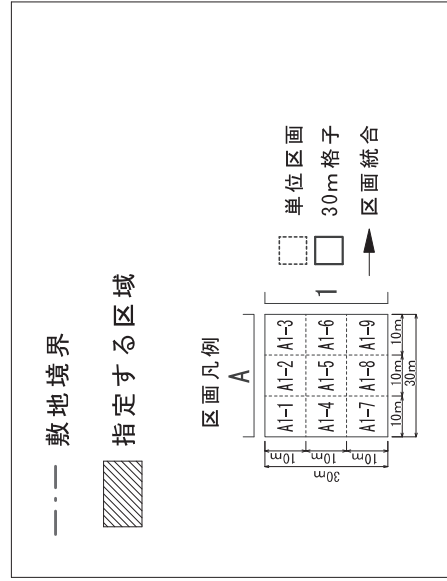 敷地境界
指定する区域
区画凡例
A
1
A1-1 A1-2 A1-3
A1-4 A1-5 A1-6
A1-7 A1-8 A1-9
10m
10m
10m
30m
10m 10m 10m
30m
単位区画
30m格子
区画統合